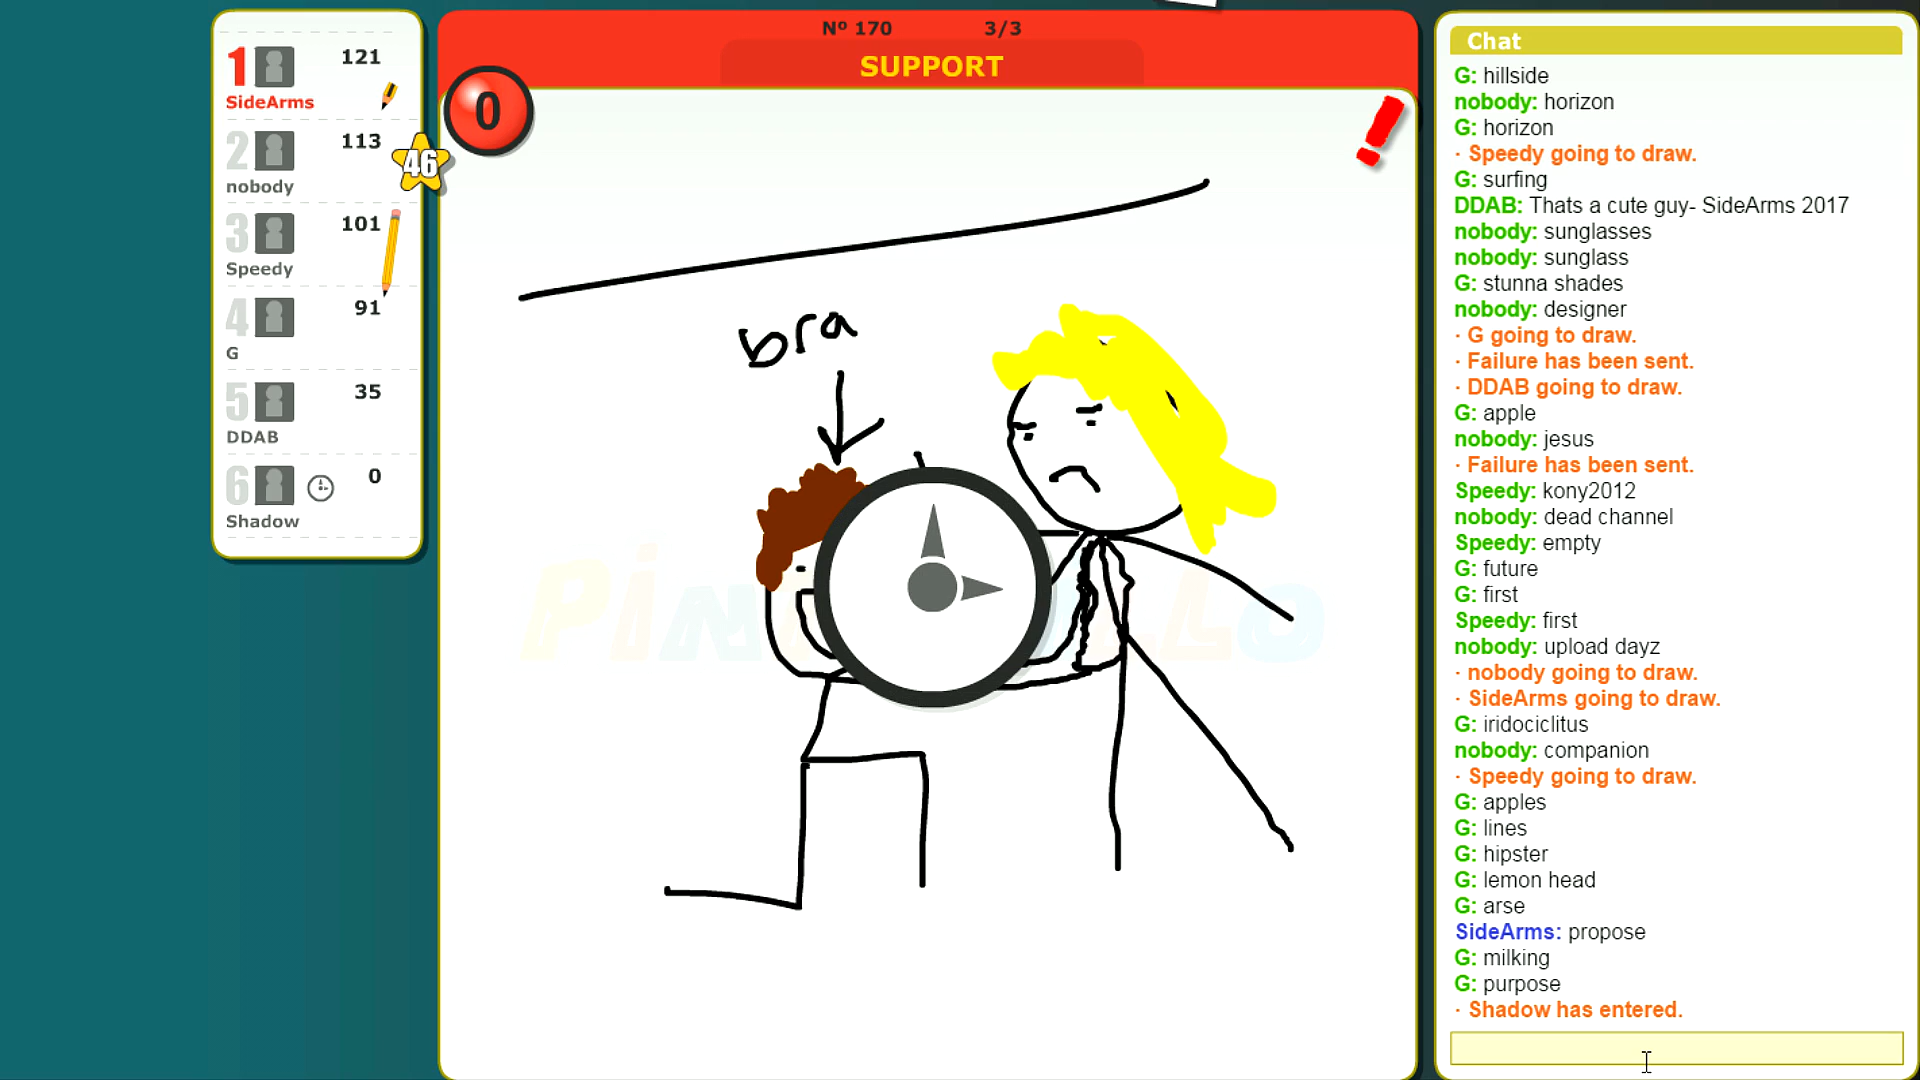 Nº 170 3/3
SUPPORT
0
1 121
SideArms
2 113
nobody
46
3 101
Speedy
4 91
G
5 35
DDAB
6 0
Shadow
bra
Chat
G: hillside
nobody: horizon
G: horizon
· Speedy going to draw.
G: surfing
DDAB: Thats a cute guy- SideArms 2017
nobody: sunglasses
nobody: sunglass
G: stunna shades
nobody: designer
· G going to draw.
· Failure has been sent.
· DDAB going to draw.
G: apple
nobody: jesus
· Failure has been sent.
Speedy: kony2012
nobody: dead channel
Speedy: empty
G: future
G: first
Speedy: first
nobody: upload dayz
· nobody going to draw.
· SideArms going to draw.
G: iridociclitus
nobody: companion
· Speedy going to draw.
G: apples
G: lines
G: hipster
G: lemon head
G: arse
SideArms: propose
G: milking
G: purpose
· Shadow has entered.